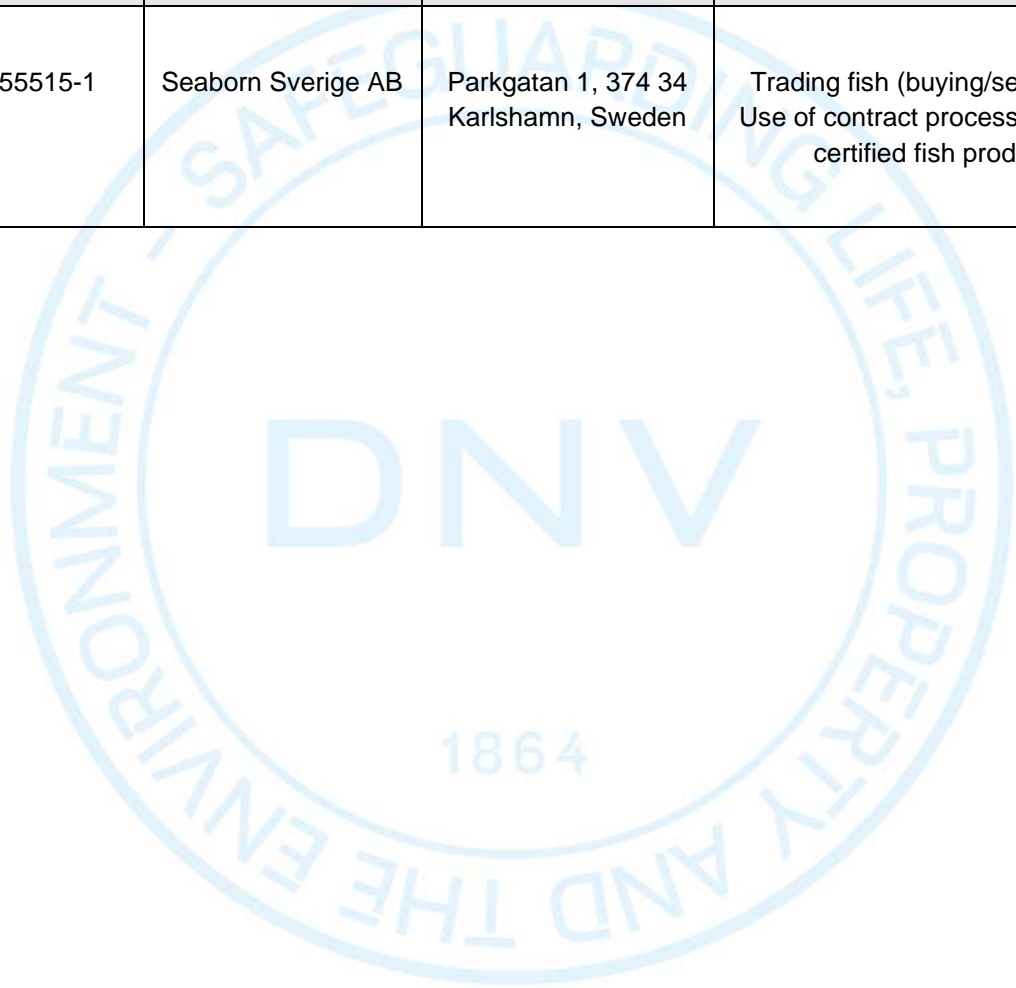 55515-1
Seaborn Sverige AB
Parkgatan 1, 374 34
Karlshamn, Sweden
Trading fish (buying/se
Use of contract process
certified fish prod
SAFEGUARDING LIFE, PROPERTY AND THE ENVIRONMENT -
DNV
1864